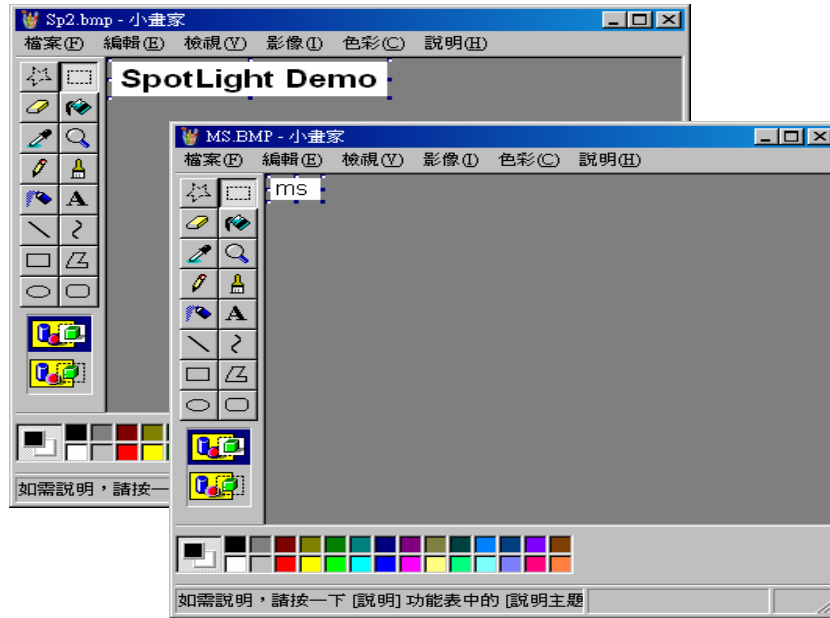 Sp2.bmp - 小畫家
檔案(F) 編輯(E) 檢視(V) 影像(I) 色彩(C) 說明(H)
SpotLight Demo
A
如需說明，請按一
MS.BMP - 小畫家
檔案(F) 編輯(E) 檢視(V) 影像(I) 色彩(C) 說明(H)
ms
A
如需說明，請按一下 [說明] 功能表中的 [說明主題